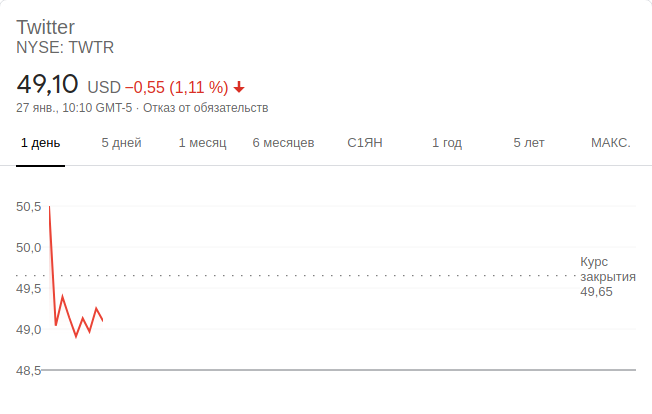 Twitter
NYSE: TWTR
49,10 USD −0,55 (1,11 %)
27 янв., 10:10 GMT-5 · Отказ от обязательств
1 день 5 дней 1 месяц 6 месяцев С1ЯН 1 год 5 лет МАКС.
50,5
50,0
Курс
закрытия
49,65
49,5
49,0
48,5